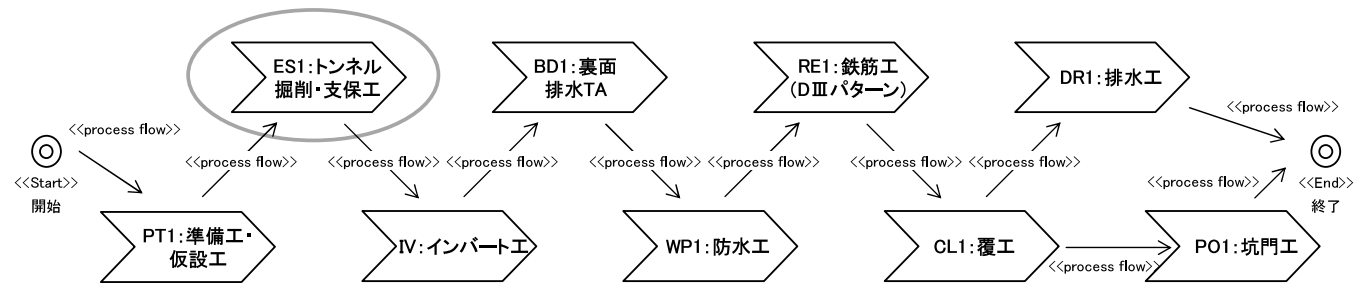 ES1:トンネル
掘削・支保工
BD1:裏面
排水TA
RE1:鉄筋工
(DⅢパターン)
DR1:排水工
<<process flow>>
<<process flow>>
<<Start>>
開始
<<process flow>>
<<process flow>>
<<process flow>>
<<process flow>>
<<process flow>>
<<process flow>>
<<process flow>>
<<process flow>>
<<End>>
終了
PT1:準備工・
仮設工
IV:インバート工
WP1:防水工
CL1:覆工
<<process flow>>
PO1:坑門工